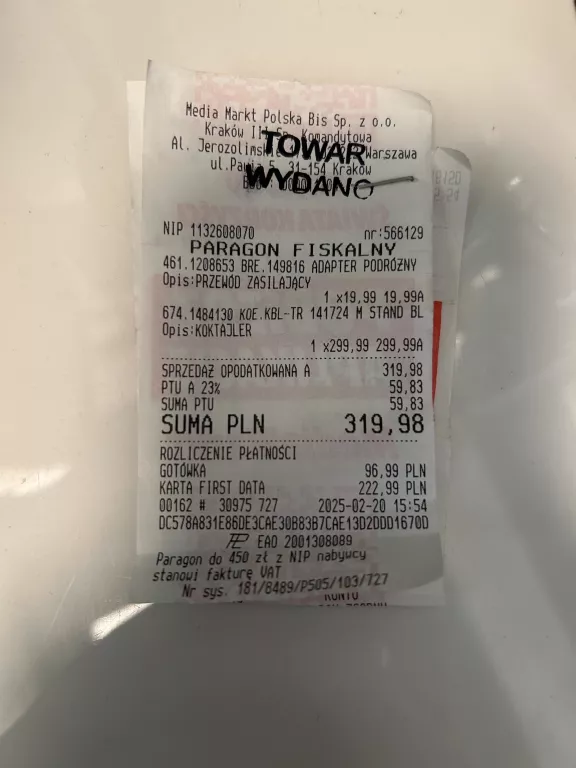 Media Markt Polska Bis Sp. z o.o.
Kraków Sp. Komandytowa
TOWAR
Al. Jerozolimskie Warszawa
ul.Pawia 5, 31-154 Kraków
WYDANO
NIP 1132608070 nr:566129
PARAGON FISKALNY
461.1208653 BRE.149816 ADAPTER PODRÓŻNY
Opis:PRZEWÓD ZASILAJĄCY
1 x19,99 19,99A
674.1484130 KOE.KBL-TR 141724 M STAND BL
Opis:KOKTAJLER
1 x299,99 299,99A
SPRZEDAŻ OPODATKOWANA A 319,98
PTU A 23% 59,83
SUMA PTU 59,83
SUMA PLN 319,98
ROZLICZENIE PŁATNOŚCI
GOTÓWKA 96,99 PLN
KARTA FIRST DATA 222,99 PLN
00162 # 30975 727 2025-02-20 15:54
DC578A831E86DE3CAE30B83B7CAE13D2DDD1670D
EAO 2001308089
Paragon do 450 zł z NIP nabywcy
stanowi fakturę VAT
Nr sys. 181/8489/P505/103/727
KONTO